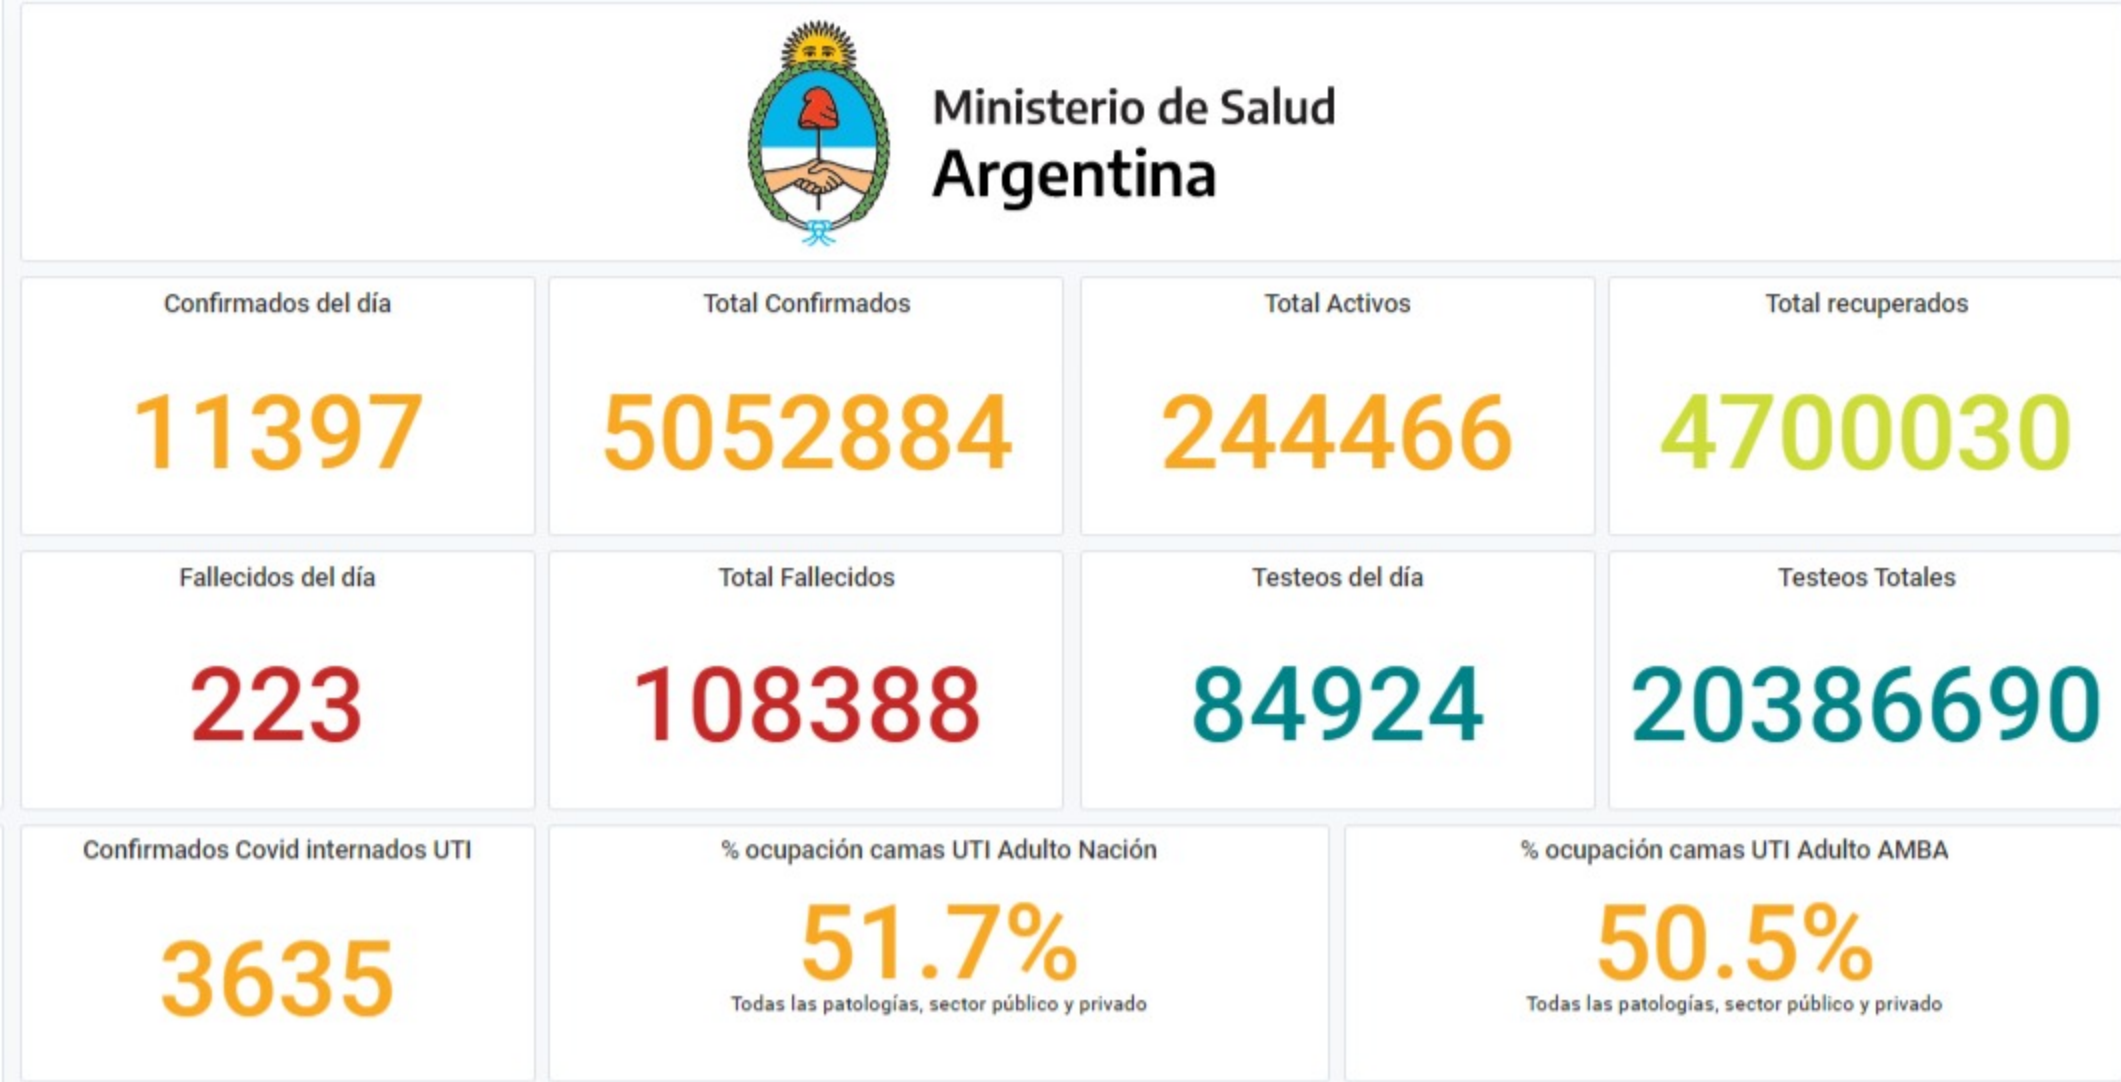 Ministerio de Salud
Argentina
Confirmados del día
11397
Total Confirmados
5052884
Total Activos
244466
Total recuperados
4700030
Fallecidos del día
223
Total Fallecidos
108388
Testeos del día
84924
Testeos Totales
20386690
Confirmados Covid internados UTI
3635
% ocupación camas UTI Adulto Nación
51.7%
Todas las patologías, sector público y privado
% ocupación camas UTI Adulto AMBA
50.5%
Todas las patologías, sector público y privado